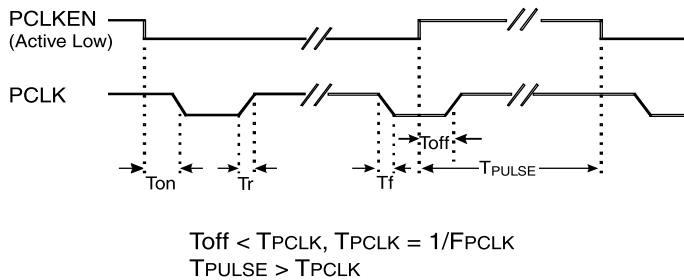 PCLKEN
(Active Low)
PCLK
Toff
Ton
Tr
Tf
TPULSE
Toff < TPCLK, TPCLK = 1/FPCLK
TPULSE > TPCLK